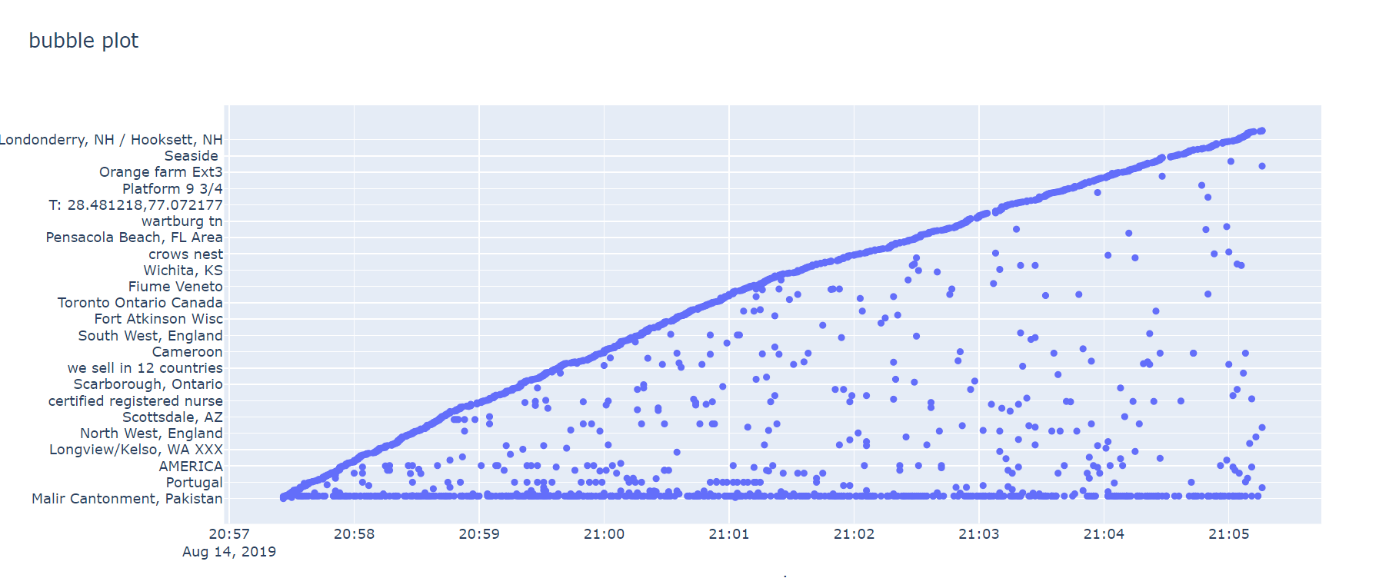 bubble plot
Londonderry, NH / Hooksett, NH
Seaside
Orange farm Ext3
Platform 9 3/4
T: 28.481218,77.072177
wartburg tn
Pensacola Beach, FL Area
crows nest
Wichita, KS
Fiume Veneto
Toronto Ontario Canada
Fort Atkinson Wisc
South West, England
Cameroon
we sell in 12 countries
Scarborough, Ontario
certified registered nurse
Scottsdale, AZ
North West, England
Longview/Kelso, WA XXX
AMERICA
Portugal
Malir Cantonment, Pakistan
20:57 20:58 20:59 21:00 21:01 21:02 21:03 21:04 21:05
Aug 14, 2019